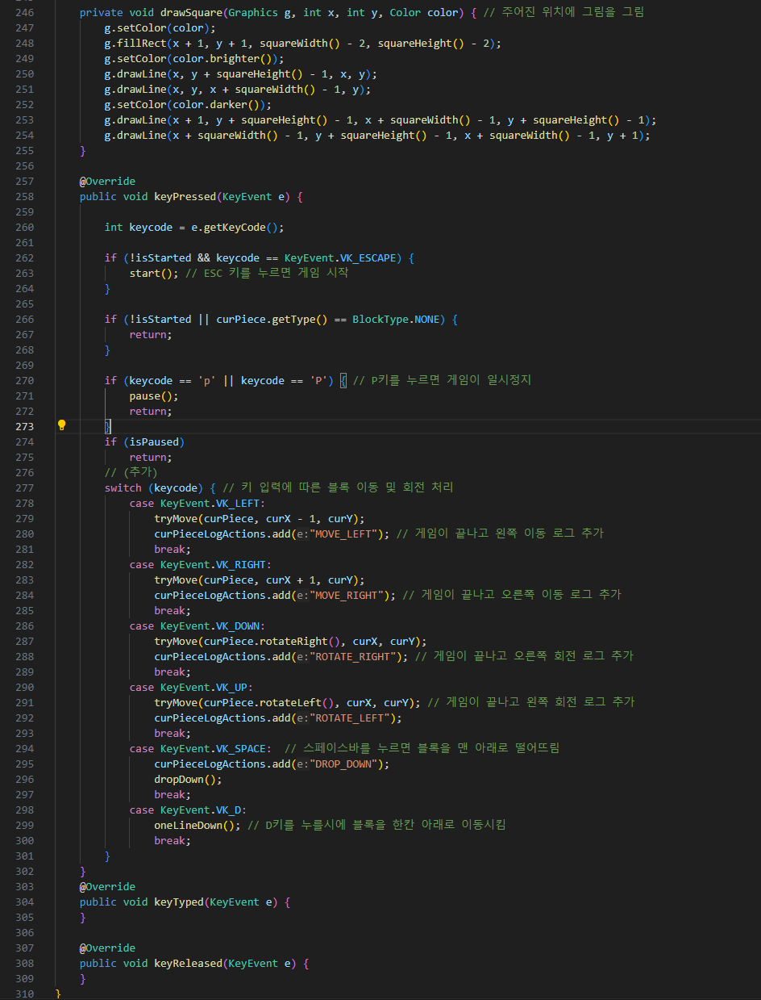 246 private void drawSquare(Graphics g, int x, int y, Color color) { // 주어진 위치에 그림을 그림
247 g.setColor(color);
248 g.fillRect(x + 1, y + 1, squareWidth() - 2, squareHeight() - 2);
249 g.setColor(color.brighter());
250 g.drawLine(x, y + squareHeight() - 1, x, y);
251 g.drawLine(x, y, x + squareWidth() - 1, y);
252 g.setColor(color.darker());
253 g.drawLine(x + 1, y + squareHeight() - 1, x + squareWidth() - 1, y + squareHeight() - 1);
254 g.drawLine(x + squareWidth() - 1, y + squareHeight() - 1, x + squareWidth() - 1, y + 1);
255 }
256
257 @Override
258 public void keyPressed(KeyEvent e) {
259
260 int keycode = e.getKeyCode();
261
262 if (!isStarted && keycode == KeyEvent.VK_ESCAPE) {
263 start(); // ESC 키를 누르면 게임 시작
264 }
265
266 if (!isStarted || curPiece.getType() == BlockType.NONE) {
267 return;
268 }
269
270 if (keycode == 'p' || keycode == 'P') { // P키를 누르면 게임이 일시정지
271 pause();
272 return;
273 }
274 if (isPaused)
275 return;
276 // (추가)
277 switch (keycode) { // 키 입력에 따른 블록 이동 및 회전 처리
278 case KeyEvent.VK_LEFT:
279 tryMove(curPiece, curX - 1, curY);
280 curPieceLogActions.add(e:"MOVE_LEFT"); // 게임이 끝나고 왼쪽 이동 로그 추가
281 break;
282 case KeyEvent.VK_RIGHT:
283 tryMove(curPiece, curX + 1, curY);
284 curPieceLogActions.add(e:"MOVE_RIGHT"); // 게임이 끝나고 오른쪽 이동 로그 추가
285 break;
286 case KeyEvent.VK_DOWN:
287 tryMove(curPiece.rotateRight(), curX, curY);
288 curPieceLogActions.add(e:"ROTATE_RIGHT"); // 게임이 끝나고 오른쪽 회전 로그 추가
289 break;
290 case KeyEvent.VK_UP:
291 tryMove(curPiece.rotateLeft(), curX, curY); // 게임이 끝나고 왼쪽 회전 로그 추가
292 curPieceLogActions.add(e:"ROTATE_LEFT");
293 break;
294 case KeyEvent.VK_SPACE: // 스페이스바를 누르면 블록을 맨 아래로 떨어뜨림
295 curPieceLogActions.add(e:"DROP_DOWN");
296 dropDown();
297 break;
298 case KeyEvent.VK_D:
299 oneLineDown(); // D키를 누를시에 블록을 한칸 아래로 이동시킴
300 break;
301 }
302 }
303 @Override
304 public void keyTyped(KeyEvent e) {
305 }
306
307 @Override
308 public void keyReleased(KeyEvent e) {
309 }
310 }